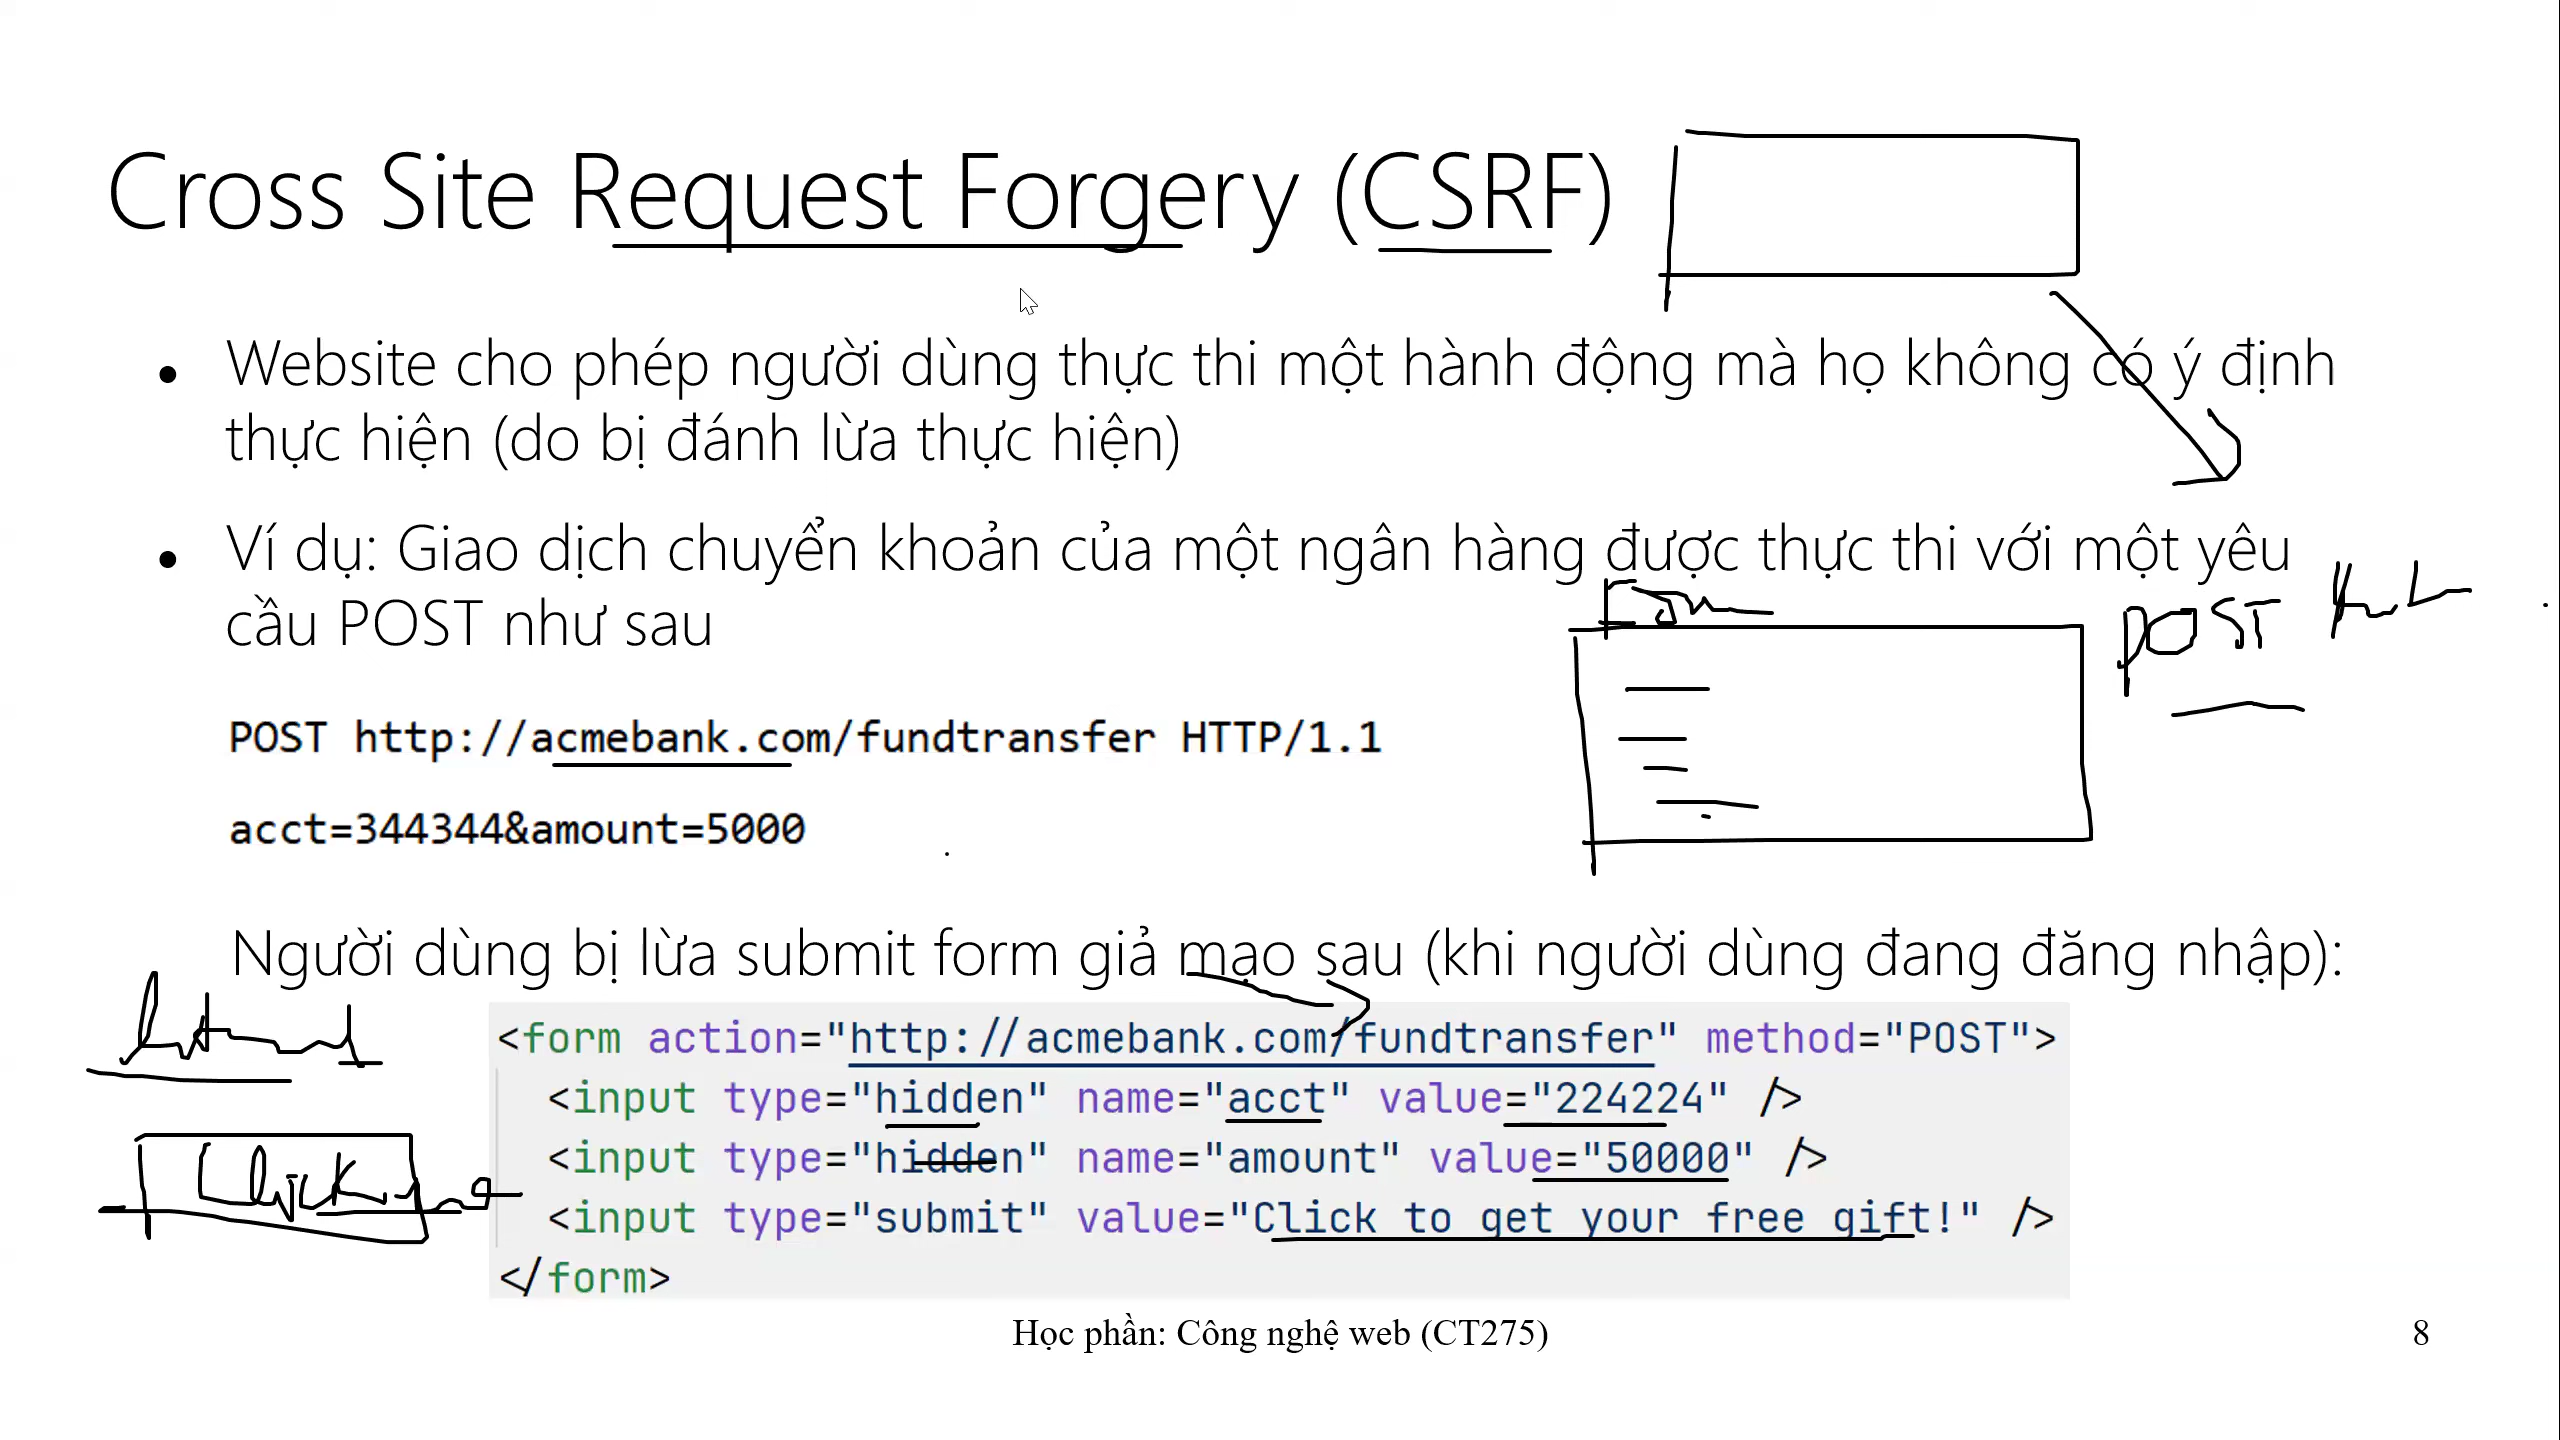 Cross Site Request Forgery (CSRF)
• Website cho phép người dùng thực thi một hành động mà họ không có ý định
thực hiện (do bị đánh lừa thực hiện)
• Ví dụ: Giao dịch chuyển khoản của một ngân hàng được thực thi với một yêu
cầu POST như sau
Form
POST
POST http://acmebank.com/fundtransfer HTTP/1.1
acct=344344&amount=5000
Người dùng bị lừa submit form giả mạo sau (khi người dùng đang đăng nhập):
<form action="http://acmebank.com/fundtransfer" method="POST">
<input type="hidden" name="acct" value="224224" />
<input type="hidden" name="amount" value="50000" />
Click
<input type="submit" value="Click to get your free gift!" />
</form>
Học phần: Công nghệ web (CT275)
8